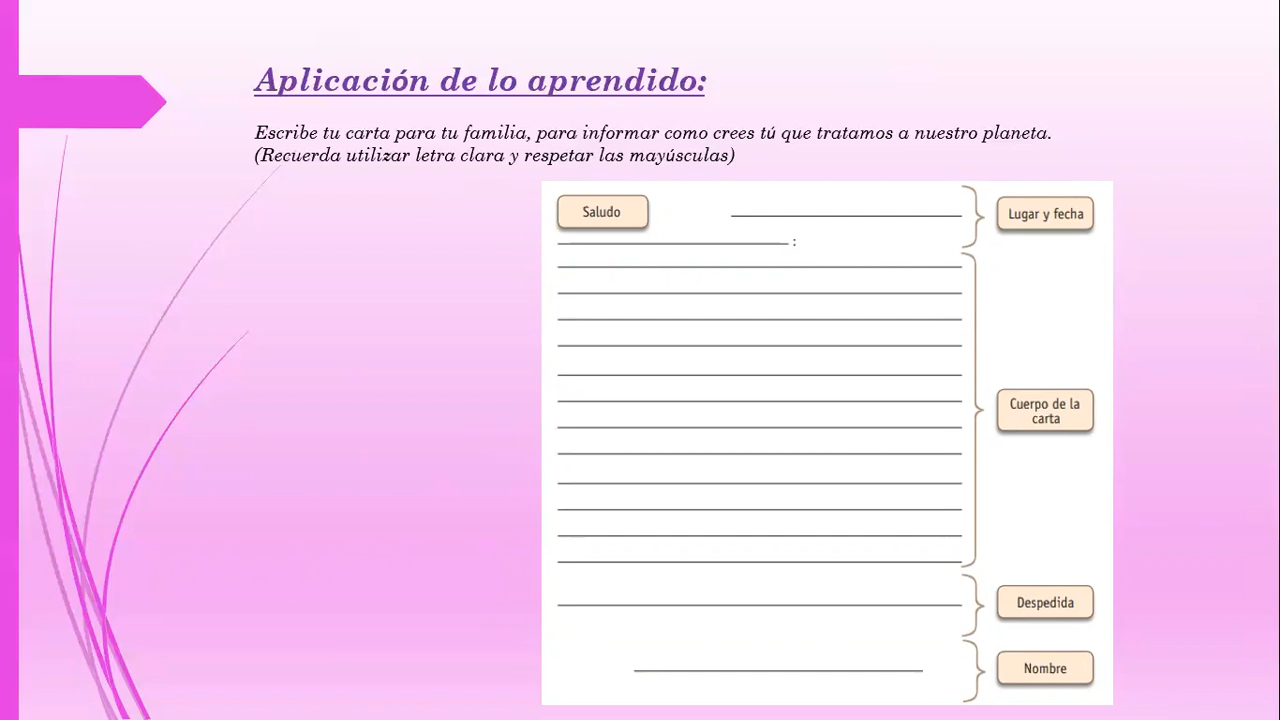 Aplicación de lo aprendido:
Escribe tu carta para tu familia, para informar como crees tú que tratamos a nuestro planeta.
(Recuerda utilizar letra clara y respetar las mayúsculas)
Saludo
Lugar y fecha
:
Cuerpo de la
carta
Despedida
Nombre